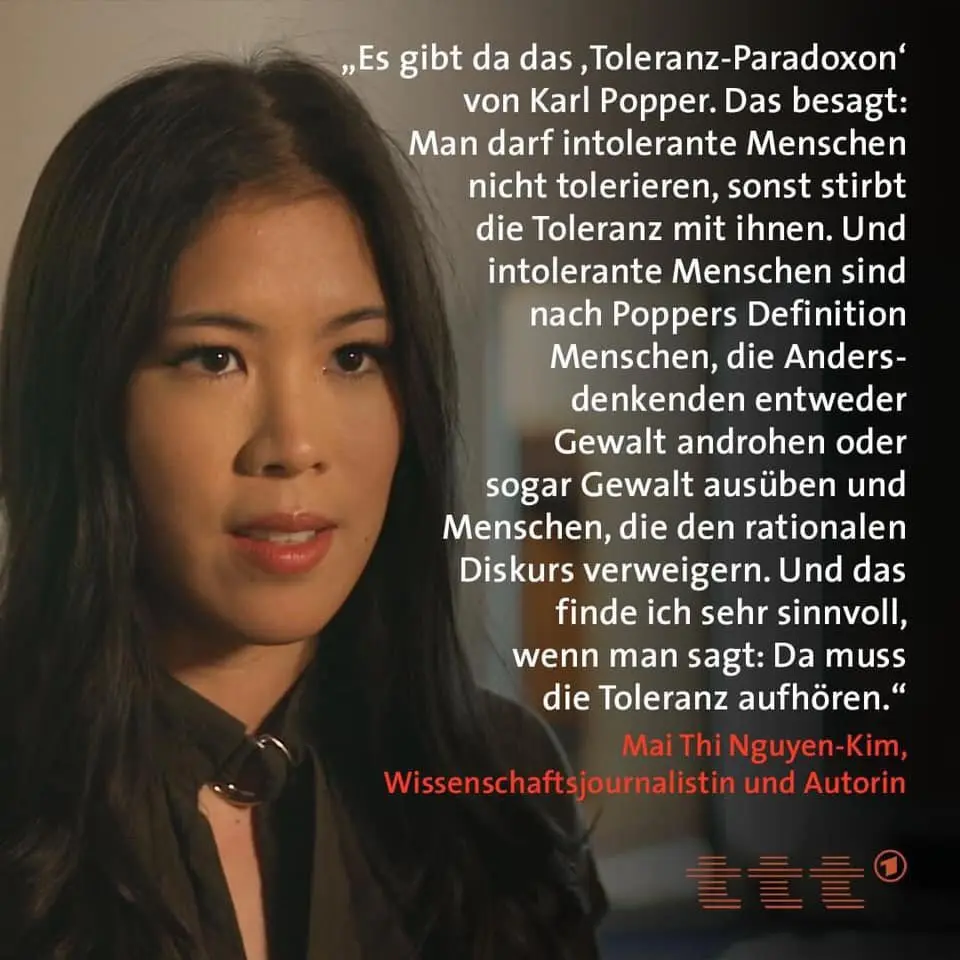 „Es gibt da das ‚Toleranz-Paradoxon‘
von Karl Popper. Das besagt:
Man darf intolerante Menschen
nicht tolerieren, sonst stirbt
die Toleranz mit ihnen. Und
intolerante Menschen sind
nach Poppers Definition
Menschen, die Anders-
denkenden entweder
Gewalt androhen oder
sogar Gewalt ausüben und
Menschen, die den rationalen
Diskurs verweigern. Und das
finde ich sehr sinnvoll,
wenn man sagt: Da muss
die Toleranz aufhören.“
Mai Thi Nguyen-Kim,
Wissenschaftsjournalistin und Autorin
ttt 1